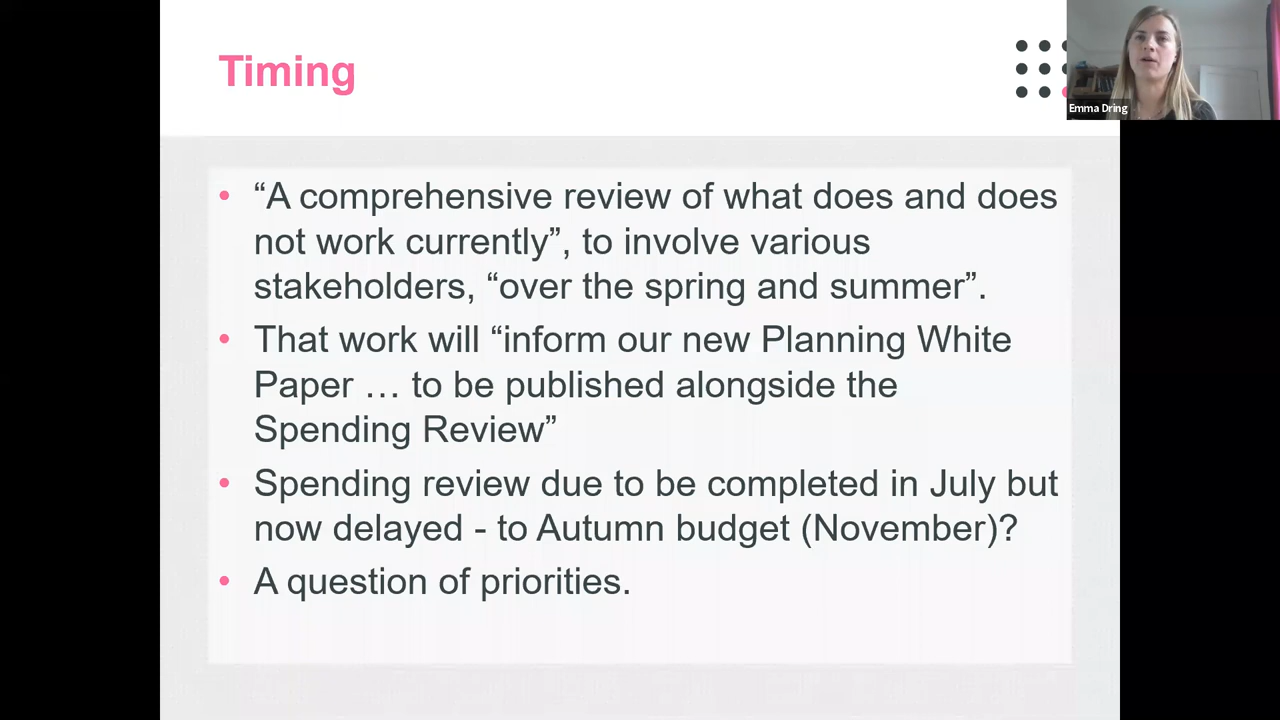 Timing
Emma Dring
• “A comprehensive review of what does and does
not work currently”, to involve various
stakeholders, “over the spring and summer”.
• That work will “inform our new Planning White
Paper … to be published alongside the
Spending Review”
• Spending review due to be completed in July but
now delayed - to Autumn budget (November)?
• A question of priorities.